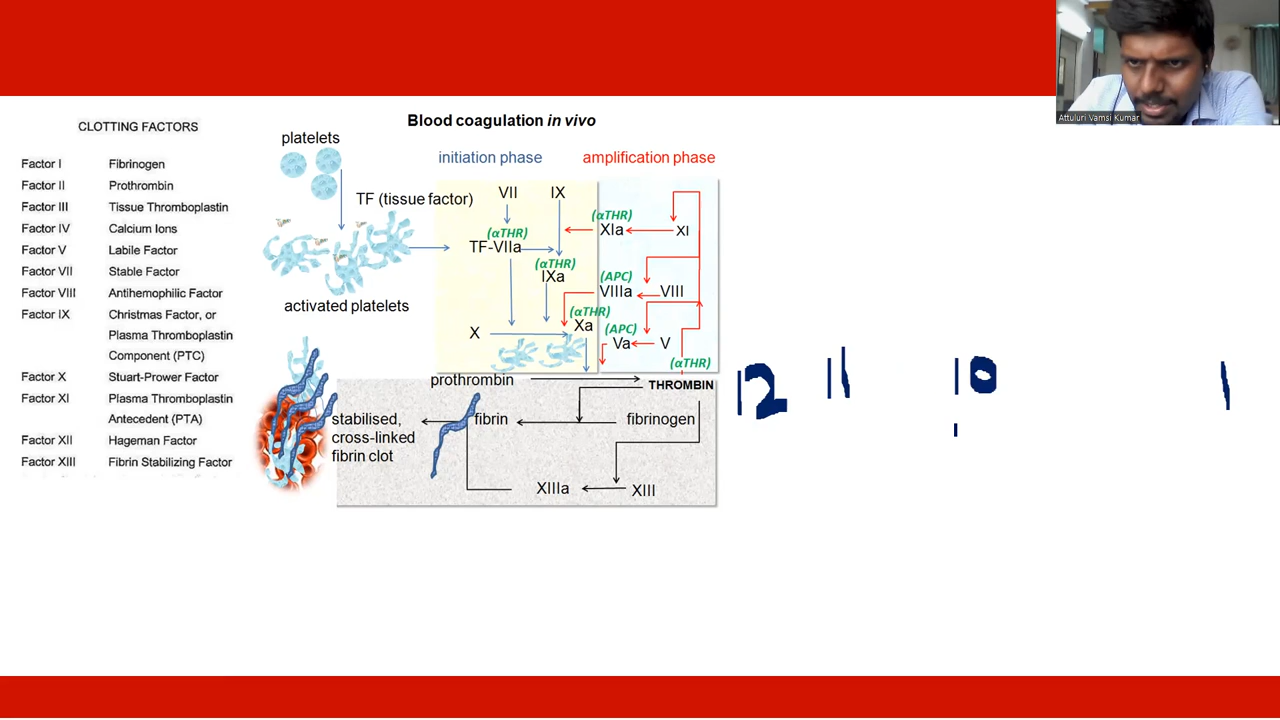 Attuluri Vamsi Kumar
CLOTTING FACTORS
Factor I Fibrinogen
Factor II Prothrombin
Factor III Tissue Thromboplastin
Factor IV Calcium Ions
Factor V Labile Factor
Factor VII Stable Factor
Factor VIII Antihemophilic Factor
Factor IX Christmas Factor, or
Plasma Thromboplastin
Component (PTC)
Factor X Stuart-Prower Factor
Factor XI Plasma Thromboplastin
Antecedent (PTA)
Factor XII Hageman Factor
Factor XIII Fibrin Stabilizing Factor
Blood coagulation in vivo
platelets
initiation phase
amplification phase
TF (tissue factor)
VII
IX
(αTHR)
XIa
XI
(αTHR)
TF-VIIa
(αTHR)
IXa
(APC)
VIIIa
VIII
activated platelets
(αTHR)
Xa
X
(APC)
Va
V
(αTHR)
prothrombin
THROMBIN
stabilised,
cross-linked
fibrin clot
fibrin
fibrinogen
XIIIa
XIII
12 11 10 1